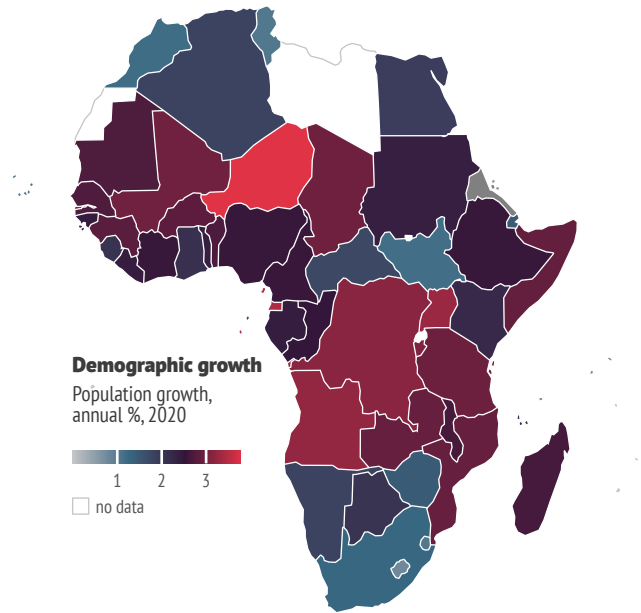 Demographic growth
Population growth,
annual %, 2020
1 2 3
no data